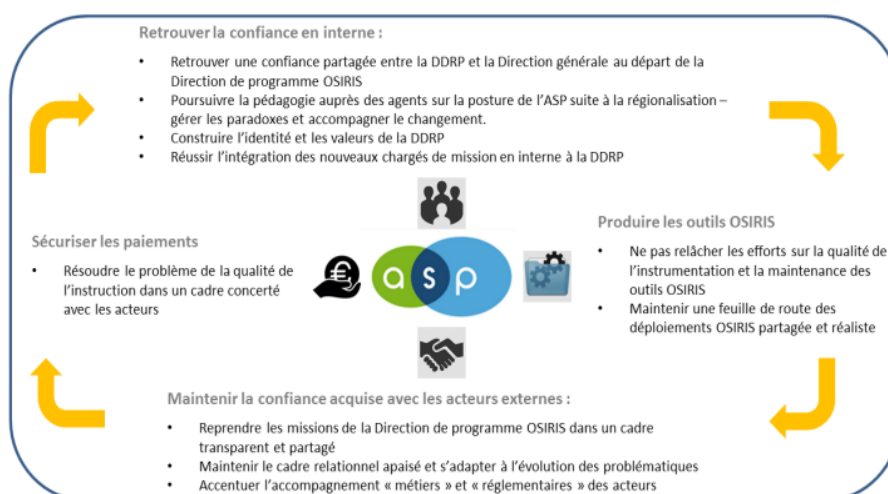 Retrouver la confiance en interne :
• Retrouver une confiance partagée entre la DDRP et la Direction générale au départ de la
Direction de programme OSIRIS
• Poursuivre la pédagogie auprès des agents sur la posture de l'ASP suite à la régionalisation –
gérer les paradoxes et accompagner le changement.
• Construire l'identité et les valeurs de la DDRP
• Réussir l'intégration des nouveaux chargés de mission en interne à la DDRP
Sécuriser les paiements
• Résoudre le problème de la qualité de
l'instruction dans un cadre concerté
avec les acteurs
€
asp
Produire les outils OSIRIS
• Ne pas relâcher les efforts sur la qualité de
l'instrumentation et la maintenance des
outils OSIRIS
• Maintenir une feuille de route des
déploiements OSIRIS partagée et réaliste
Maintenir la confiance acquise avec les acteurs externes :
• Reprendre les missions de la Direction de programme OSIRIS dans un cadre
transparent et partagé
• Maintenir le cadre relationnel apaisé et s'adapter à l'évolution des problématiques
• Accentuer l'accompagnement « métiers » et « réglementaires » des acteurs